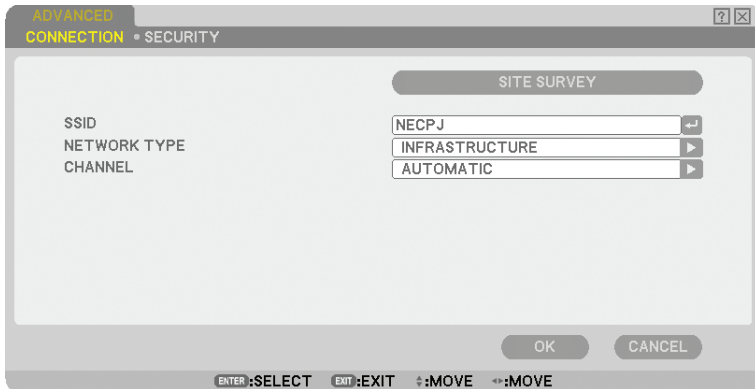 ADVANCED
CONNECTION • SECURITY
SITE SURVEY
SSID NECPJ
NETWORK TYPE INFRASTRUCTURE
CHANNEL AUTOMATIC
OK CANCEL
ENTER :SELECT EXIT :EXIT :MOVE :MOVE